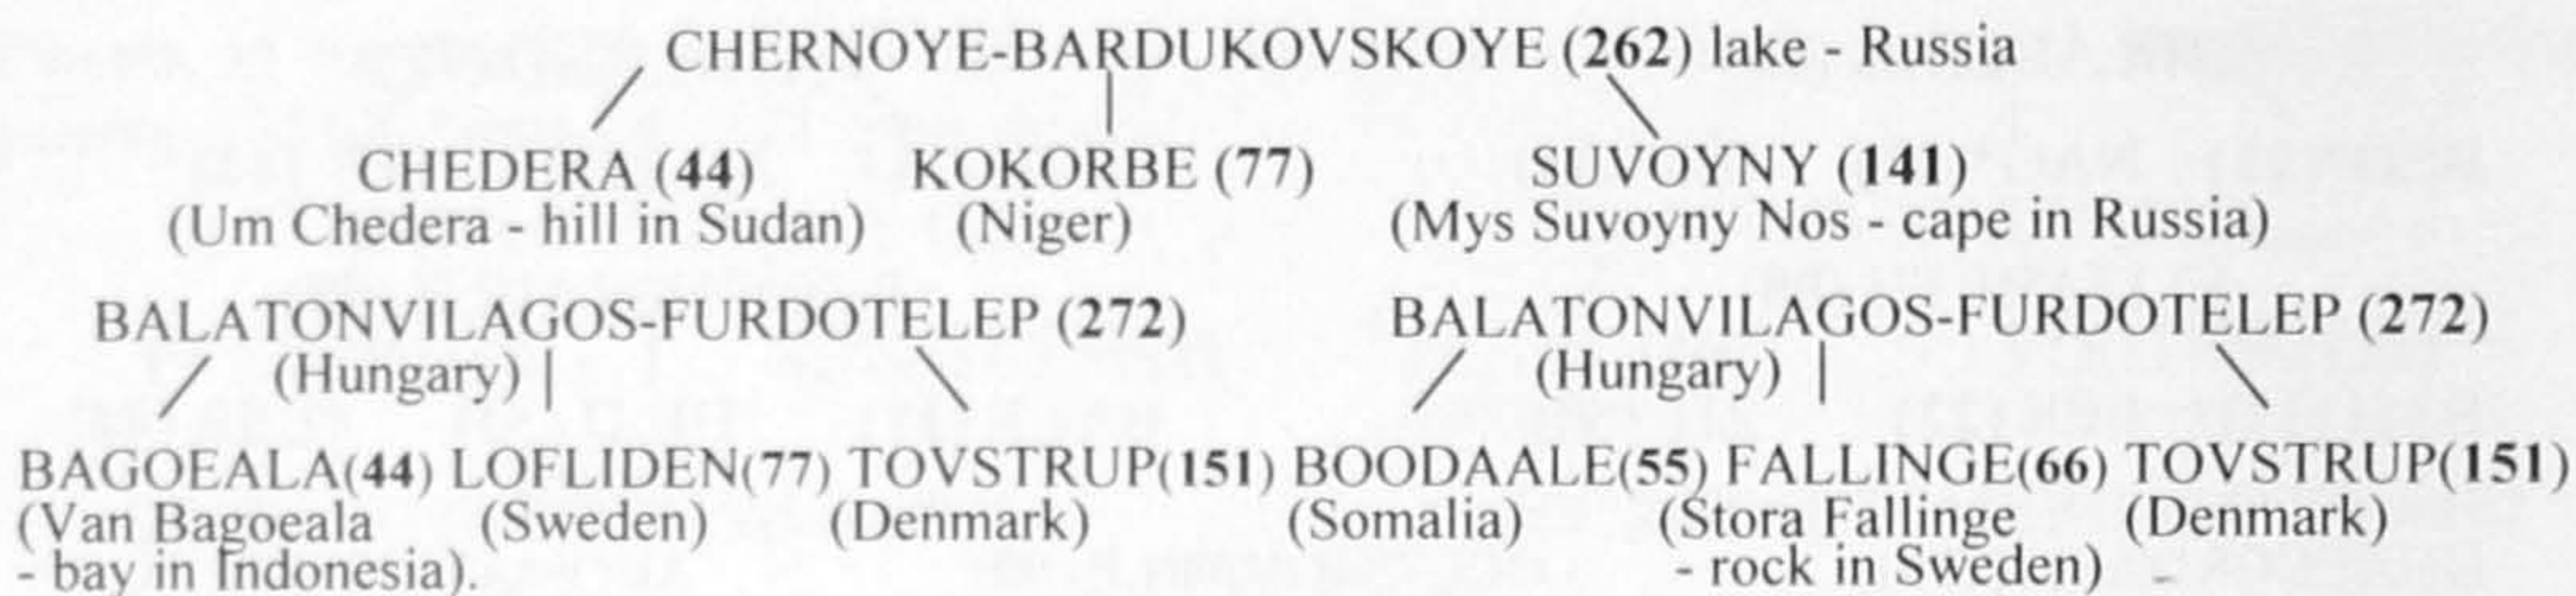 CHERNOYE-BARDUKOVSKOYE (262) lake - Russia
CHEDERA (44) KOKORBE (77) SUVOYNY (141)
(Um Chedera - hill in Sudan) (Niger) (Mys Suvoyny Nos - cape in Russia)
BALATONVILAGOS-FURDOTELEP (272) BALATONVILAGOS-FURDOTELEP (272)
(Hungary) (Hungary)
BAGOEALA(44) LOFLIDEN(77) TOVSTRUP(151) BOODAALE(55) FALLINGE(66) TOVSTRUP(151)
(Van Bagoeala (Sweden) (Denmark) (Somalia) (Stora Fallinge (Denmark)
- bay in Indonesia). - rock in Sweden)